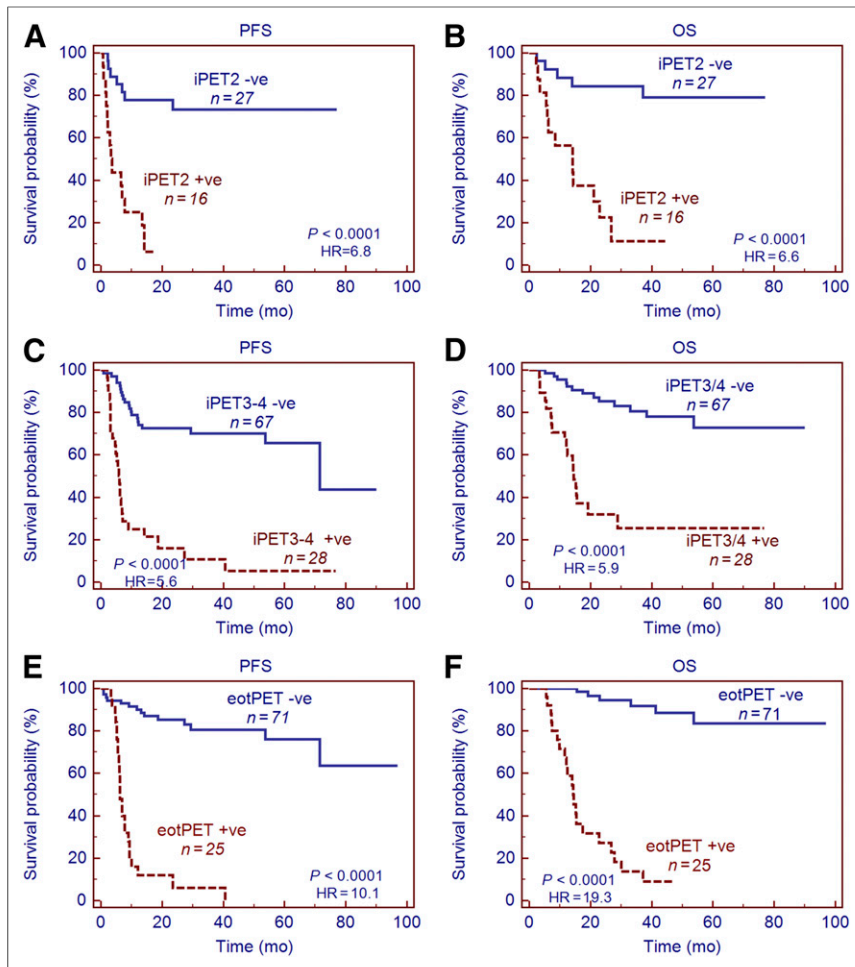 A
PFS
Survival probability (%)
100
80
60
40
20
0
iPET2 -ve
n = 27
iPET2 +ve
n = 16
P < 0.0001
HR=6.8
0 20 40 60 80 100
Time (mo)
B
OS
Survival probability (%)
100
80
60
40
20
0
iPET2 -ve
n = 27
iPET2 +ve
n = 16
P < 0.0001
HR=6.6
0 20 40 60 80 100
Time (mo)
C
PFS
Survival probability (%)
100
80
60
40
20
0
iPET3-4 -ve
n = 67
iPET3-4 +ve
n = 28
P < 0.0001
HR=5.6
0 20 40 60 80 100
Time (mo)
D
OS
Survival probability (%)
100
80
60
40
20
0
iPET3/4 -ve
n = 67
iPET3/4 +ve
n = 28
P < 0.0001
HR=5.9
0 20 40 60 80 100
Time (mo)
E
PFS
Survival probability (%)
100
80
60
40
20
0
eotPET -ve
n = 71
eotPET +ve
n = 25
P < 0.0001
HR=10.1
0 20 40 60 80 100
Time (mo)
F
OS
Survival probability (%)
100
80
60
40
20
0
eotPET -ve
n = 71
eotPET +ve
n = 25
P < 0.0001
HR=19.3
0 20 40 60 80 100
Time (mo)